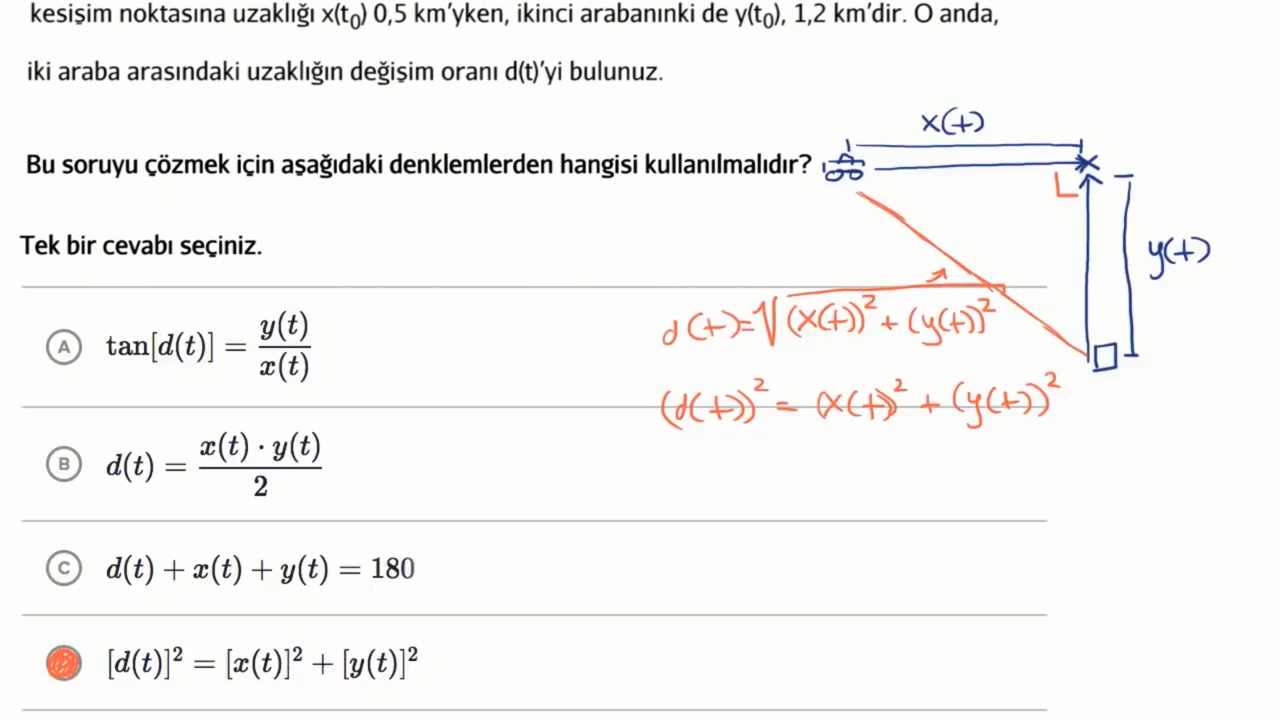 kesişim noktasına uzaklığı x(t₀) 0,5 km'yken, ikinci arabanınki de y(t₀), 1,2 km'dir. O anda,
iki araba arasındaki uzaklığın değişim oranı d(t)'yi bulunuz.
x(t)
Bu soruyu çözmek için aşağıdaki denklemlerden hangisi kullanılmalıdır?
Tek bir cevabı seçiniz.
y(t)
d(t)=√(x(t))² + (y(t))²
A tan[d(t)] = y(t)/x(t)
(d(t))² = (x(t))² + (y(t))²
B d(t) = x(t) · y(t)/2
C d(t) + x(t) + y(t) = 180
[d(t)]² = [x(t)]² + [y(t)]²